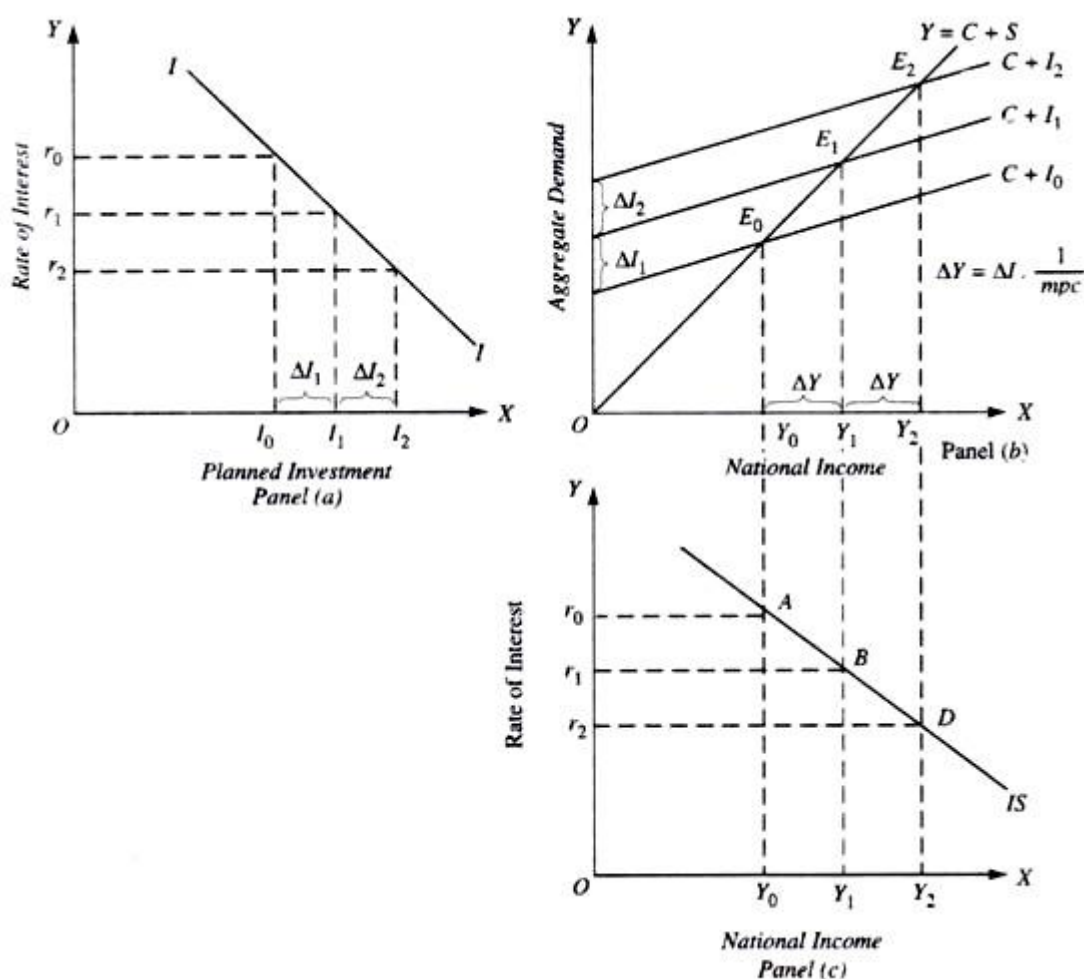 Y
I
Rate of Interest
r0
r1
r2
ΔI1 ΔI2
I
O I0 I1 I2 X
Planned Investment
Panel (a)
Y
Y = C + S
E2 C + I2
E1 C + I1
E0 C + I0
Aggregate Demand
ΔI2
ΔI1
ΔY = ΔI . 1/mpc
ΔY ΔY
O Y0 Y1 Y2 X
National Income
Panel (b)
Y
Rate of Interest
r0 A
r1 B
r2 D
IS
O Y0 Y1 Y2 X
National Income
Panel (c)